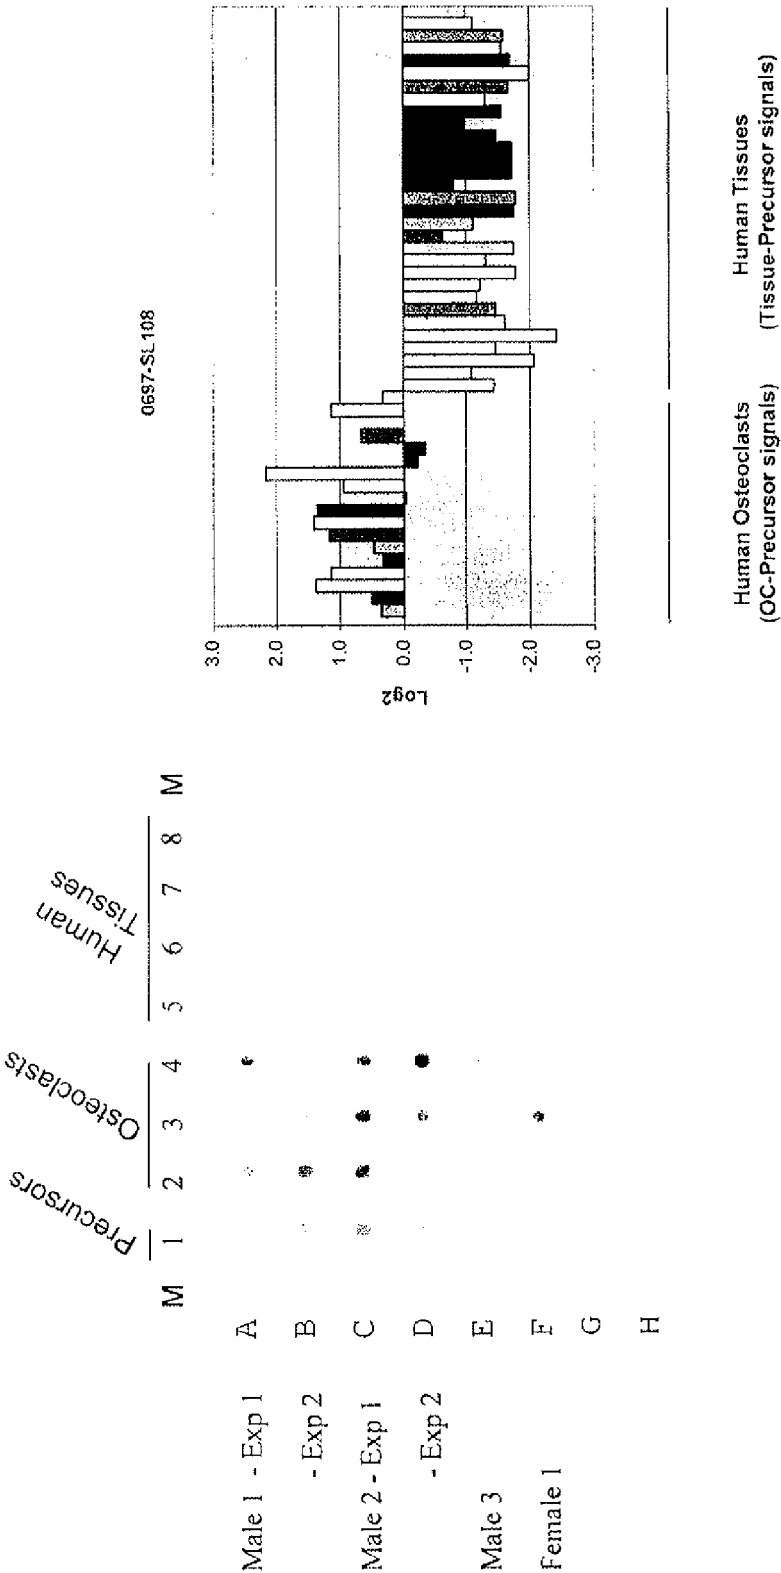 Precursors
Osteoclasts
Human
Tissues
M 1 2 3 4 5 6 7 8 M
Male 1 - Exp 1 A
- Exp 2 B
Male 2 - Exp 1 C
- Exp 2 D
Male 3 E
Female 1 F
G
H
0697-SL108
Log2
3.0
2.0
1.0
0.0
-1.0
-2.0
-3.0
Human Osteoclasts
(OC-Precursor signals)
Human Tissues
(Tissue-Precursor signals)